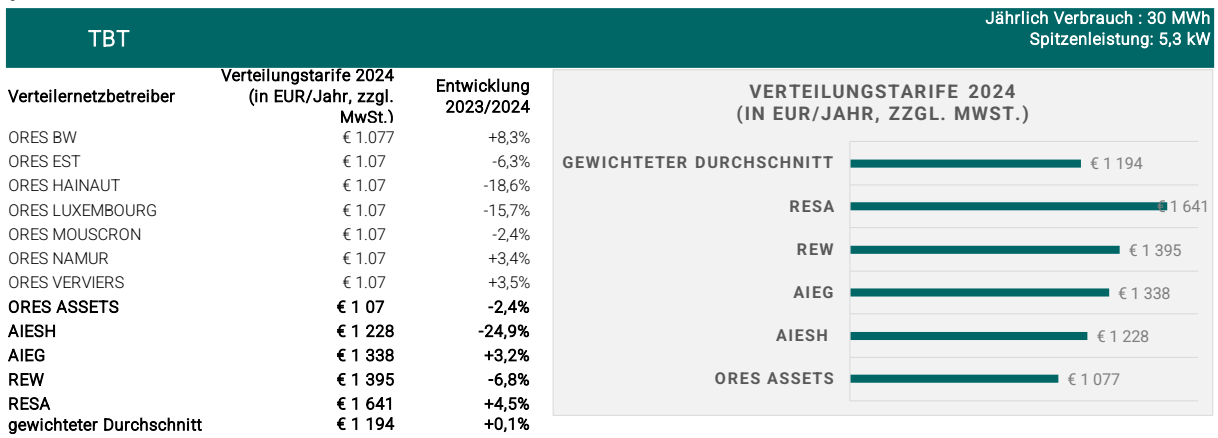 TBT
Jährlich Verbrauch : 30 MWh
Spitzenleistung: 5,3 kW
Verteilernetzbetreiber
Verteilungstarife 2024
(in EUR/Jahr, zzgl.
MwSt.)
Entwicklung
2023/2024
ORES BW € 1.077 +8,3%
ORES EST € 1.07 -6,3%
ORES HAINAUT € 1.07 -18,6%
ORES LUXEMBOURG € 1.07 -15,7%
ORES MOUSCRON € 1.07 -2,4%
ORES NAMUR € 1.07 +3,4%
ORES VERVIERS € 1.07 +3,5%
ORES ASSETS € 1 07 -2,4%
AIESH € 1 228 -24,9%
AIEG € 1 338 +3,2%
REW € 1 395 -6,8%
RESA € 1 641 +4,5%
gewichteter Durchschnitt € 1 194 +0,1%
VERTEILUNGSTARIFE 2024
(IN EUR/JAHR, ZZGL. MWST.)
GEWICHTETER DURCHSCHNITT € 1 194
RESA € 1 641
REW € 1 395
AIEG € 1 338
AIESH € 1 228
ORES ASSETS € 1 077